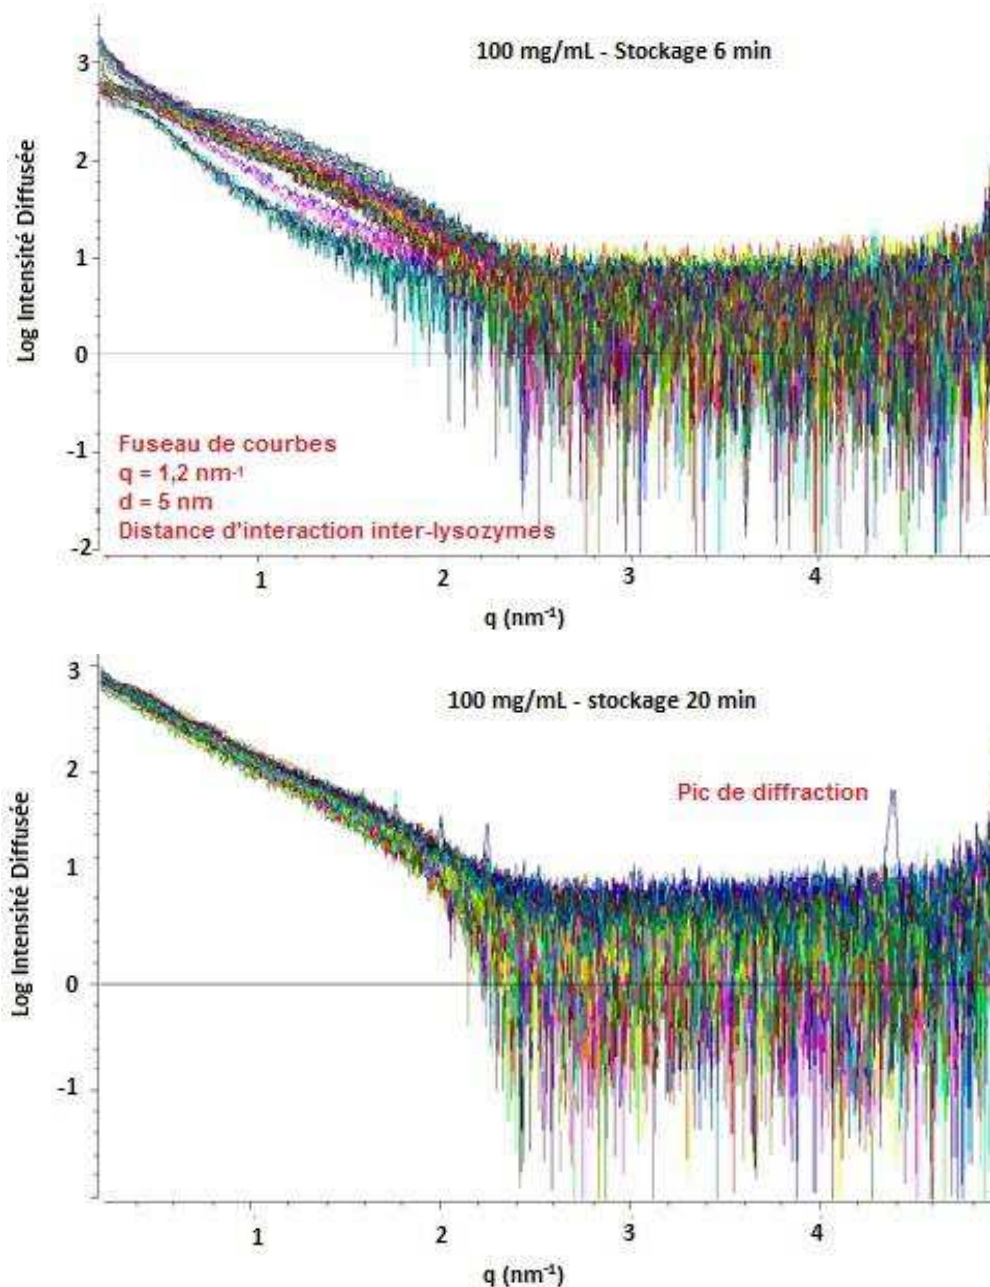 100 mg/mL - Stockage 6 min
3
2
1
0
-1
-2
Log Intensité Diffusée
Fuseau de courbes
q = 1,2 nm⁻¹
d = 5 nm
Distance d'interaction inter-lysozymes
1 2 3 4
q (nm⁻¹)
100 mg/mL - stockage 20 min
3
2
1
0
-1
Log Intensité Diffusée
Pic de diffraction
1 2 3 4
q (nm⁻¹)